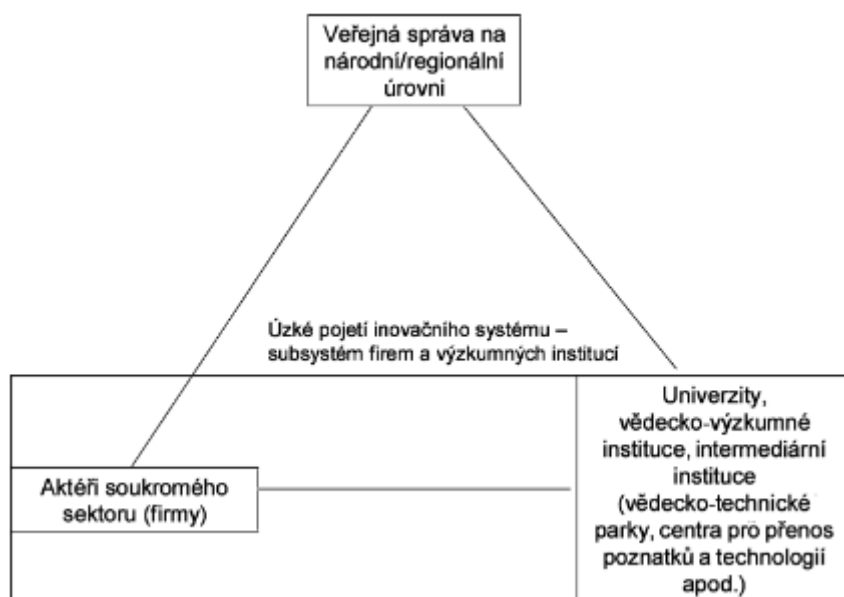 Veřejná správa na
národní/regionální
úrovni
Úzké pojetí inovačního systému –
subsystém firem a výzkumných institucí
Aktéři soukromého
sektoru (firmy)
Univerzity,
vědecko-výzkumné
instituce, intermediární
instituce
(vědecko-technické
parky, centra pro přenos
poznatků a technologií
apod.)